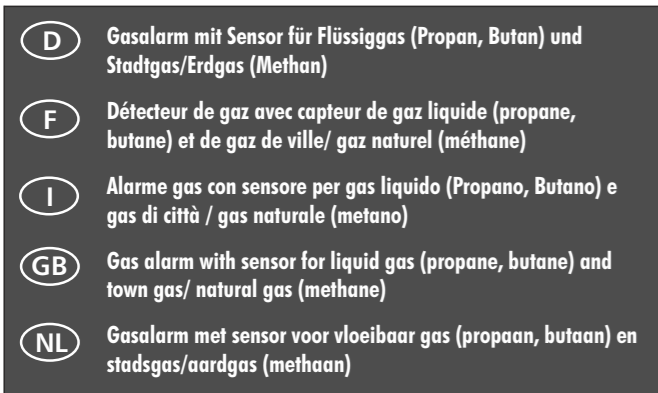 D
Gasalarm mit Sensor für Flüssiggas (Propan, Butan) und
Stadtgas/Erdgas (Methan)
F
Détecteur de gaz avec capteur de gaz liquide (propane,
butane) et de gaz de ville/ gaz naturel (méthane)
I
Alarme gas con sensore per gas liquido (Propano, Butano) e
gas di città / gas naturale (metano)
GB
Gas alarm with sensor for liquid gas (propane, butane) and
town gas/ natural gas (methane)
NL
Gasalarm met sensor voor vloeibaar gas (propaan, butaan) en
stadsgas/aardgas (methaan)